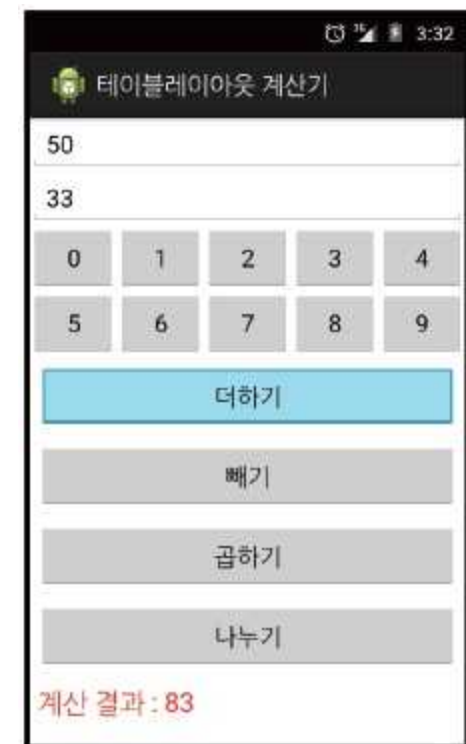 3:32
테이블레이아웃 계산기
50
33
0 1 2 3 4
5 6 7 8 9
더하기
빼기
곱하기
나누기
계산 결과 : 83